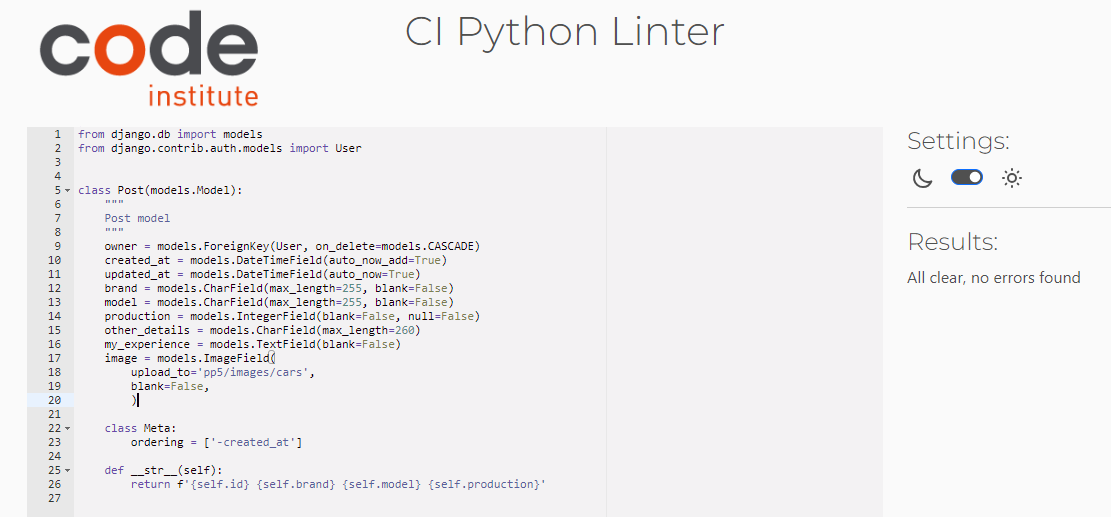 code
institute
CI Python Linter
1 from django.db import models
2 from django.contrib.auth.models import User
3
4
5 class Post(models.Model):
6     """
7     Post model
8     """
9     owner = models.ForeignKey(User, on_delete=models.CASCADE)
10     created_at = models.DateTimeField(auto_now_add=True)
11     updated_at = models.DateTimeField(auto_now=True)
12     brand = models.CharField(max_length=255, blank=False)
13     model = models.CharField(max_length=255, blank=False)
14     production = models.IntegerField(blank=False, null=False)
15     other_details = models.CharField(max_length=260)
16     my_experience = models.TextField(blank=False)
17     image = models.ImageField(
18         upload_to='pp5/images/cars',
19         blank=False,
20         )
21
22     class Meta:
23         ordering = ['-created_at']
24
25     def __str__(self):
26         return f'{self.id} {self.brand} {self.model} {self.production}'
27
Settings:
Results:
All clear, no errors found